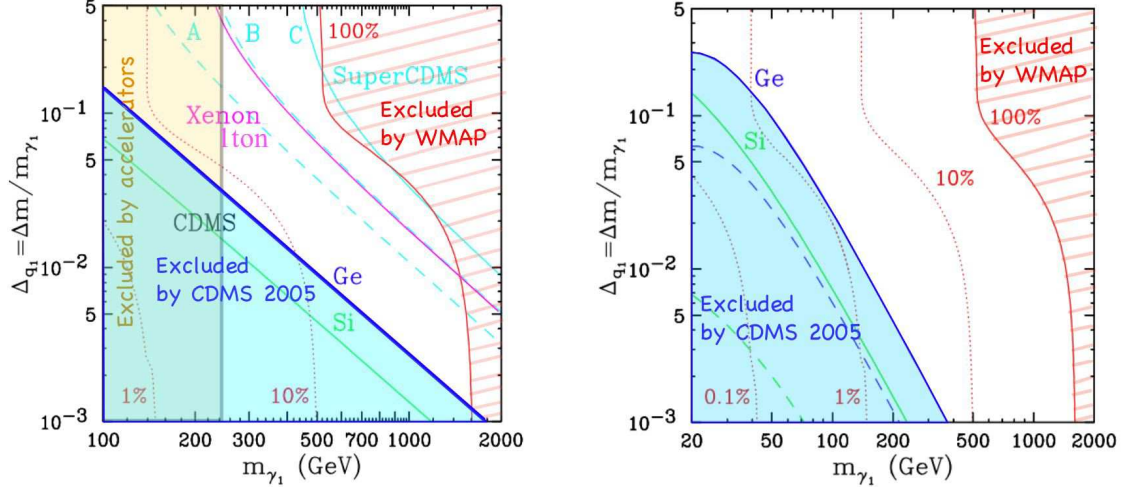 5
10⁻¹
5
10⁻²
5
10⁻³
Δq₁=Δm/mγ₁
100
200
300
500
700
1000
2000
mγ₁ (GeV)
A
B
C
100%
SuperCDMS
Excluded
by WMAP
Xenon
1ton
Excluded by accelerators
CDMS
Excluded
by CDMS 2005
Ge
Si
1%
10%
5
10⁻¹
5
10⁻²
5
10⁻³
Δq₁=Δm/mγ₁
20
50
100
200
500
1000
2000
mγ₁ (GeV)
Excluded
by WMAP
100%
Ge
Si
10%
Excluded
by CDMS 2005
0.1%
1%